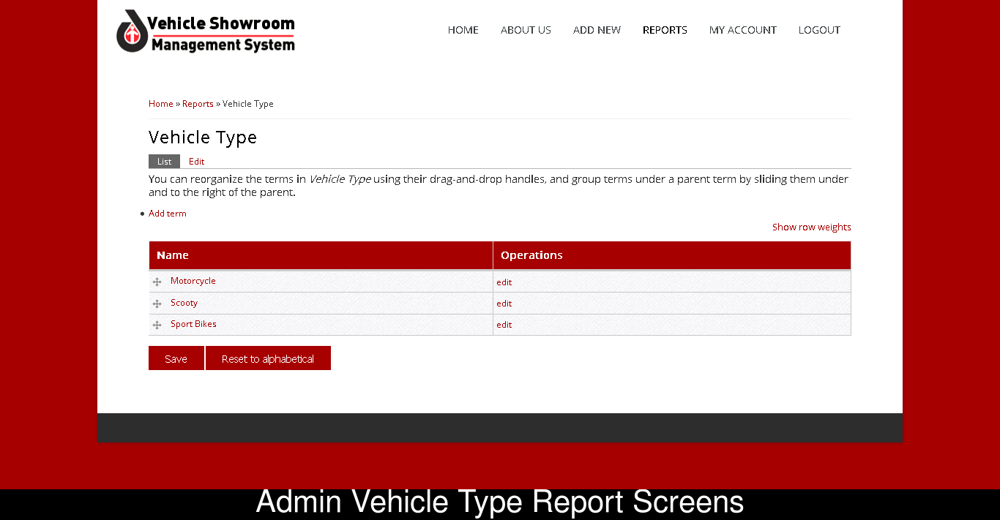 Vehicle Showroom
Management System
HOME ABOUT US ADD NEW REPORTS MY ACCOUNT LOGOUT
Home » Reports » Vehicle Type
Vehicle Type
List Edit
You can reorganize the terms in Vehicle Type using their drag-and-drop handles, and group terms under a parent term by sliding them under
and to the right of the parent.
Add term
Show row weights
Name Operations
Motorcycle edit
Scooty edit
Sport Bikes edit
Save Reset to alphabetical
Admin Vehicle Type Report Screens